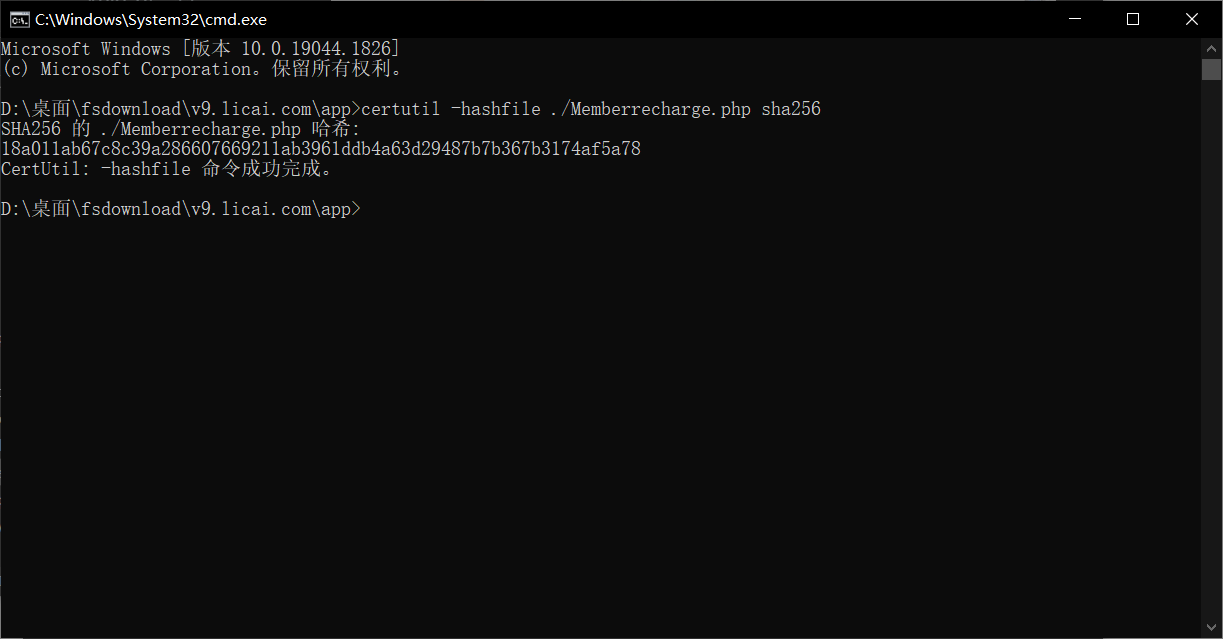 C:\Windows\System32\cmd.exe
Microsoft Windows [版本 10.0.19044.1826]
(c) Microsoft Corporation。保留所有权利。
D:\桌面\fsdownload\v9.licai.com\app>certutil -hashfile ./Memberrecharge.php sha256
SHA256 的 ./Memberrecharge.php 哈希:
18a011ab67c8c39a286607669211ab3961ddb4a63d29487b7b367b3174af5a78
CertUtil: -hashfile 命令成功完成。
D:\桌面\fsdownload\v9.licai.com\app>